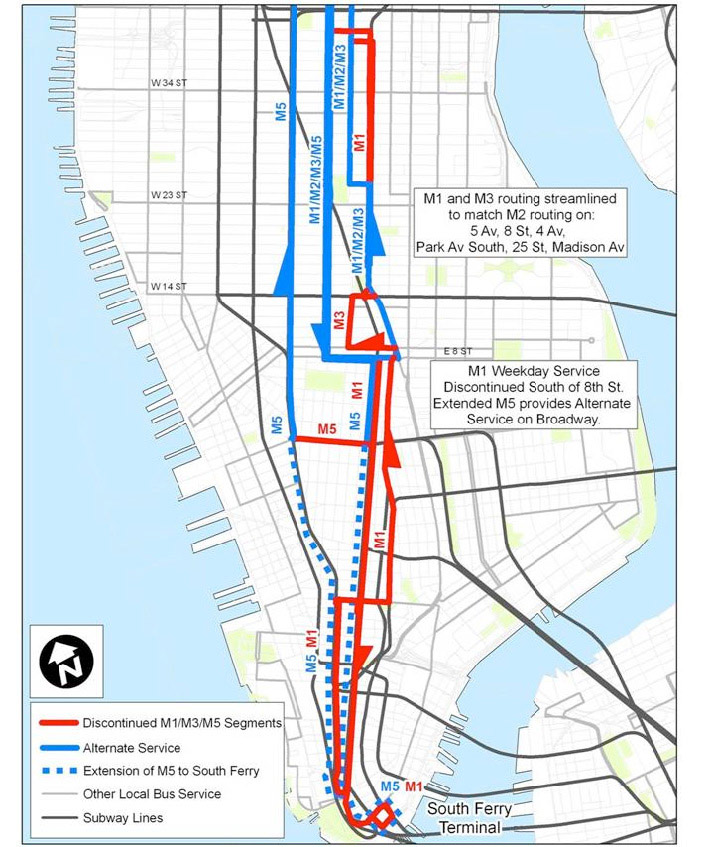 W 34 ST
M5
M1/M2/M3/M5
M1/M2/M3
M1
W 23 ST
M1/M2/M3
M1 and M3 routing streamlined
to match M2 routing on:
5 Av, 8 St, 4 Av,
Park Av South, 25 St, Madison Av
W 14 ST
M3
E 8 ST
M1 Weekday Service
Discontinued South of 8th St.
Extended M5 provides Alternate
Service on Broadway.
M1
M5
M5
M5
M1
M1
M5
N
Discontinued M1/M3/M5 Segments
Alternate Service
Extension of M5 to South Ferry
Other Local Bus Service
Subway Lines
M5 M1
South Ferry
Terminal